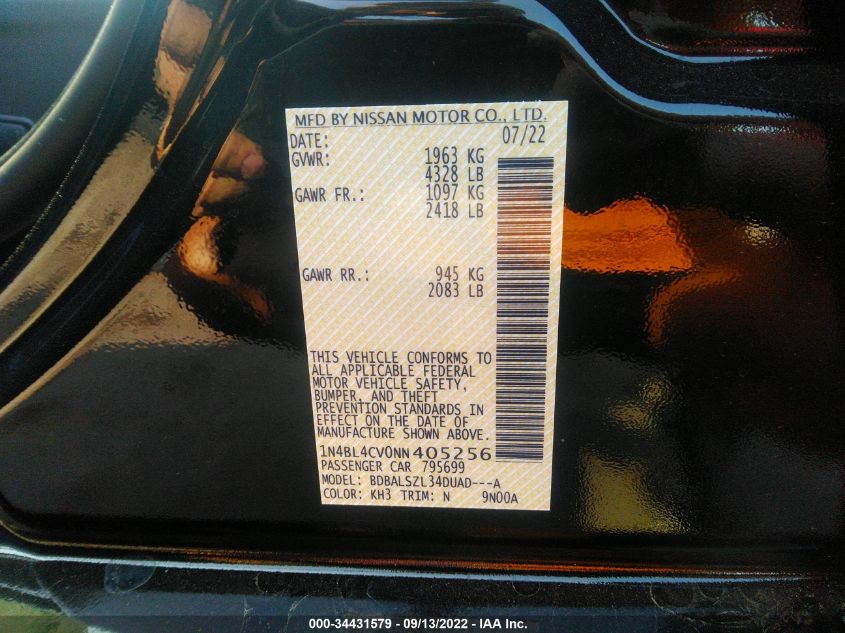 MFD BY NISSAN MOTOR CO., LTD.
DATE: 07/22
GVWR: 1963 KG
4328 LB
GAWR FR.: 1097 KG
2418 LB
GAWR RR.: 945 KG
2083 LB
THIS VEHICLE CONFORMS TO
ALL APPLICABLE FEDERAL
MOTOR VEHICLE SAFETY,
BUMPER, AND THEFT
PREVENTION STANDARDS IN
EFFECT ON THE DATE OF
MANUFACTURE SHOWN ABOVE.
1N4BL4CV0NN405256
PASSENGER CAR 795699
MODEL: BDBALSZL34DUAD---A
COLOR: KH3 TRIM: N 9N00A
000-34431579 - 09/13/2022 - IAA Inc.